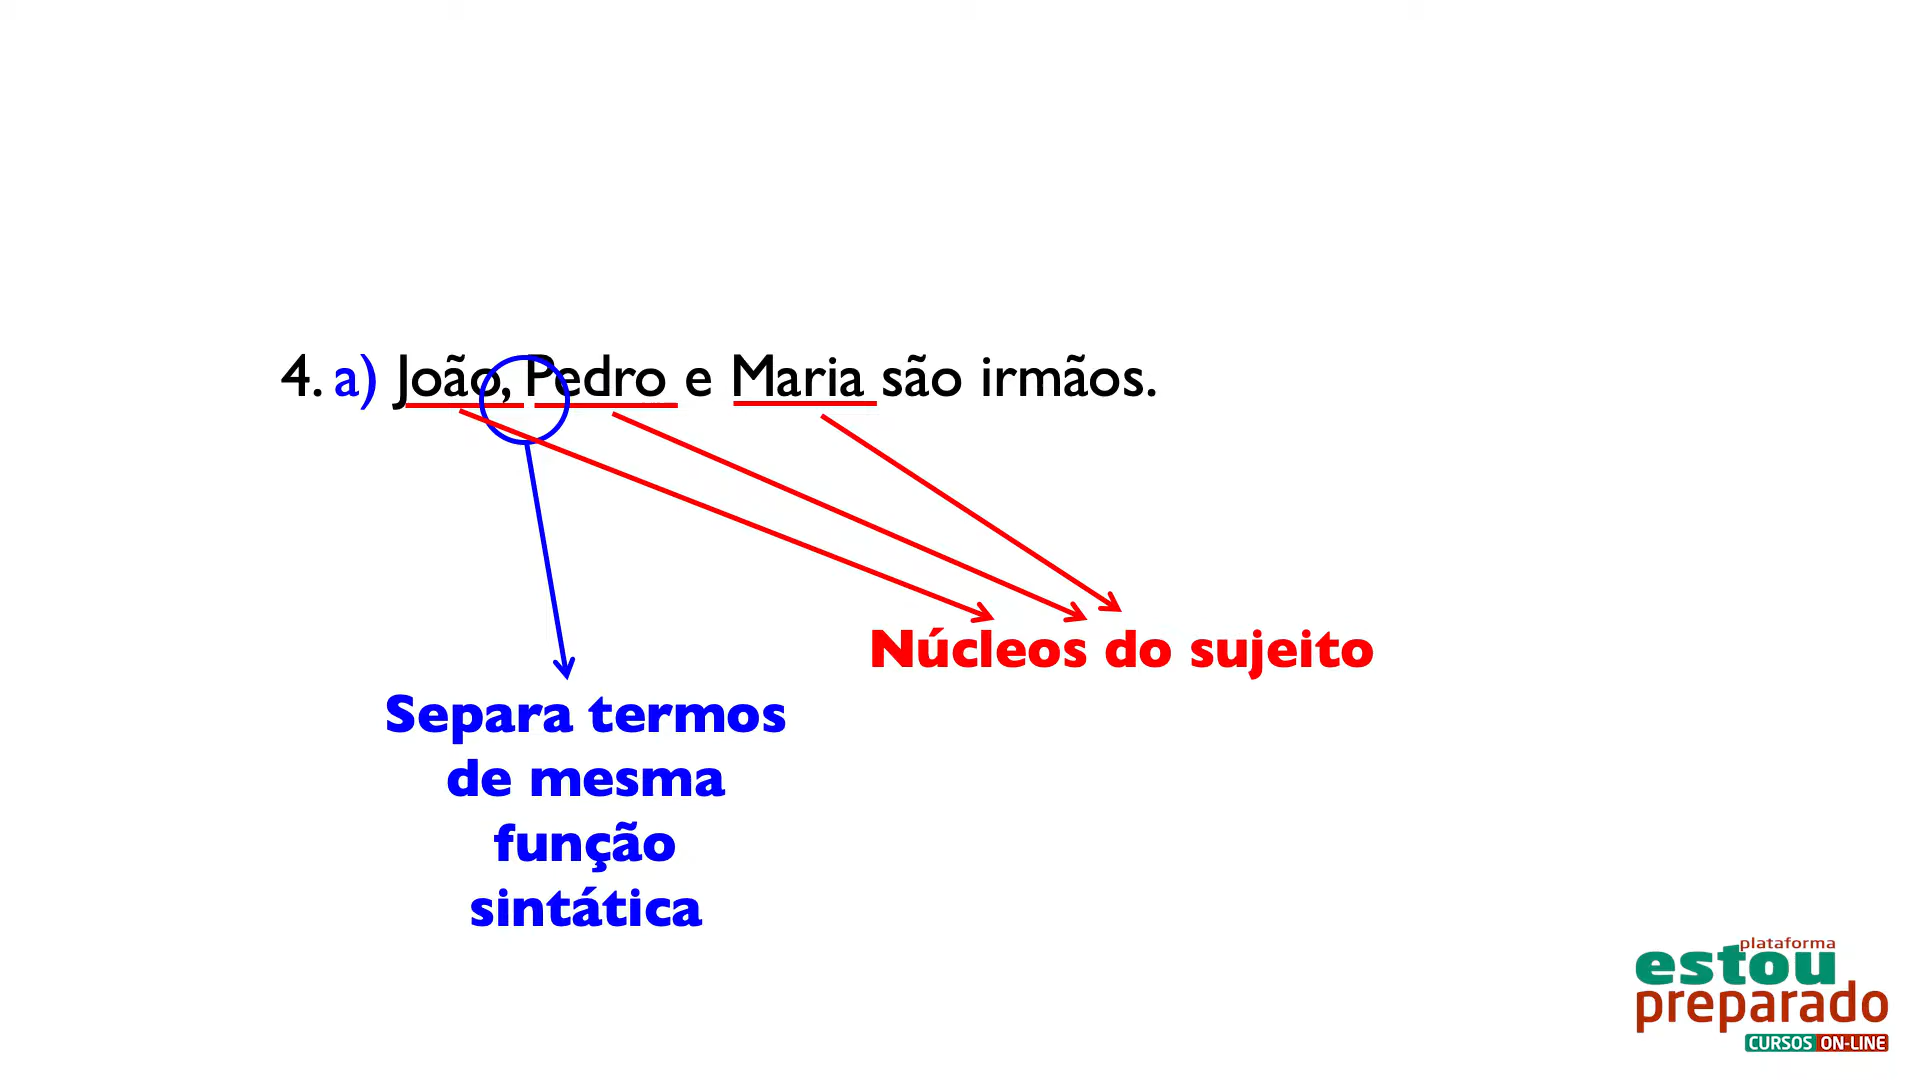 4. a) João, Pedro e Maria são irmãos.
Núcleos do sujeito
Separa termos
de mesma
função
sintática
plataforma
estou
preparado
CURSOS ON-LINE